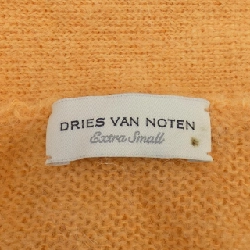 DRIES VAN NOTEN
Extra Small